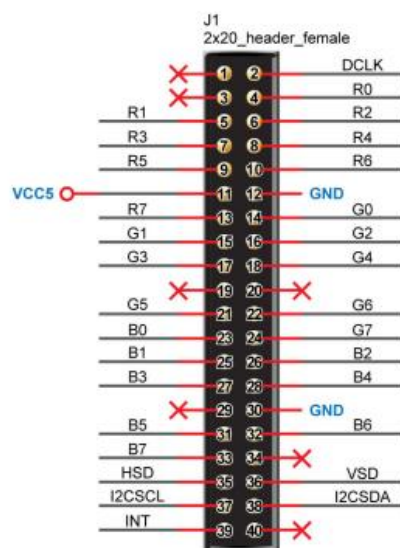 J1
2x20_header_female
1 2 DCLK
3 4 R0
R1 5 6 R2
R3 7 8 R4
R5 9 10 R6
VCC5 11 12 GND
R7 13 14 G0
G1 15 16 G2
G3 17 18 G4
19 20
G5 21 22 G6
B0 23 24 G7
B1 25 26 B2
B3 27 28 B4
29 30 GND
B5 31 32 B6
B7 33 34
HSD 35 36 VSD
I2CSCL 37 38 I2CSDA
INT 39 40